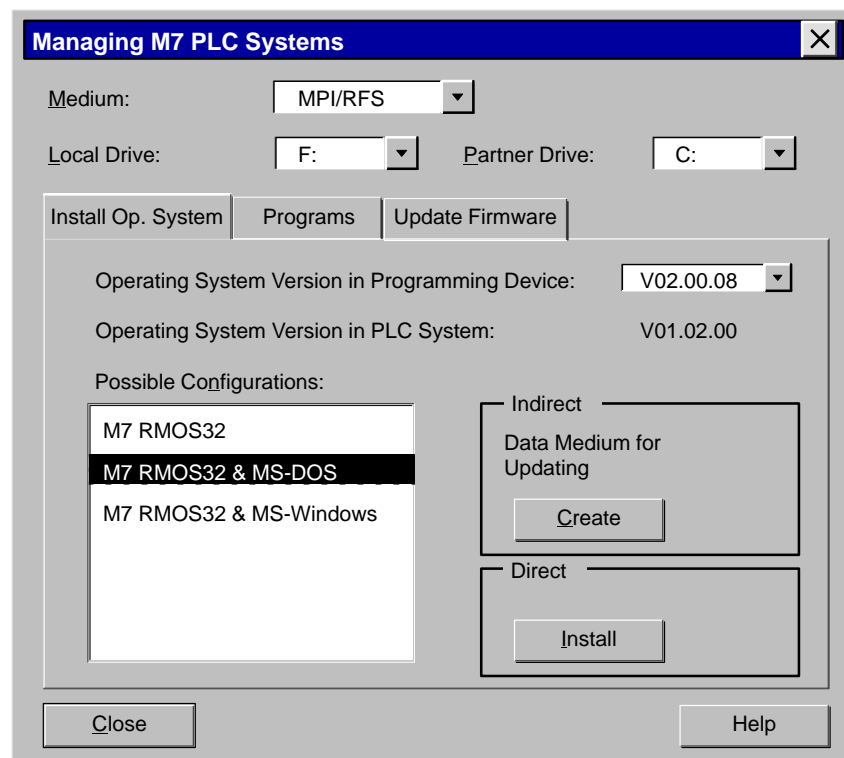 Managing M7 PLC Systems
Medium: MPI/RFS
Local Drive: F: Partner Drive: C:
Install Op. System Programs Update Firmware
Operating System Version in Programming Device: V02.00.08
Operating System Version in PLC System: V01.02.00
Possible Configurations:
M7 RMOS32
M7 RMOS32 & MS-DOS
M7 RMOS32 & MS-Windows
Indirect
Data Medium for
Updating
Create
Direct
Install
Close Help